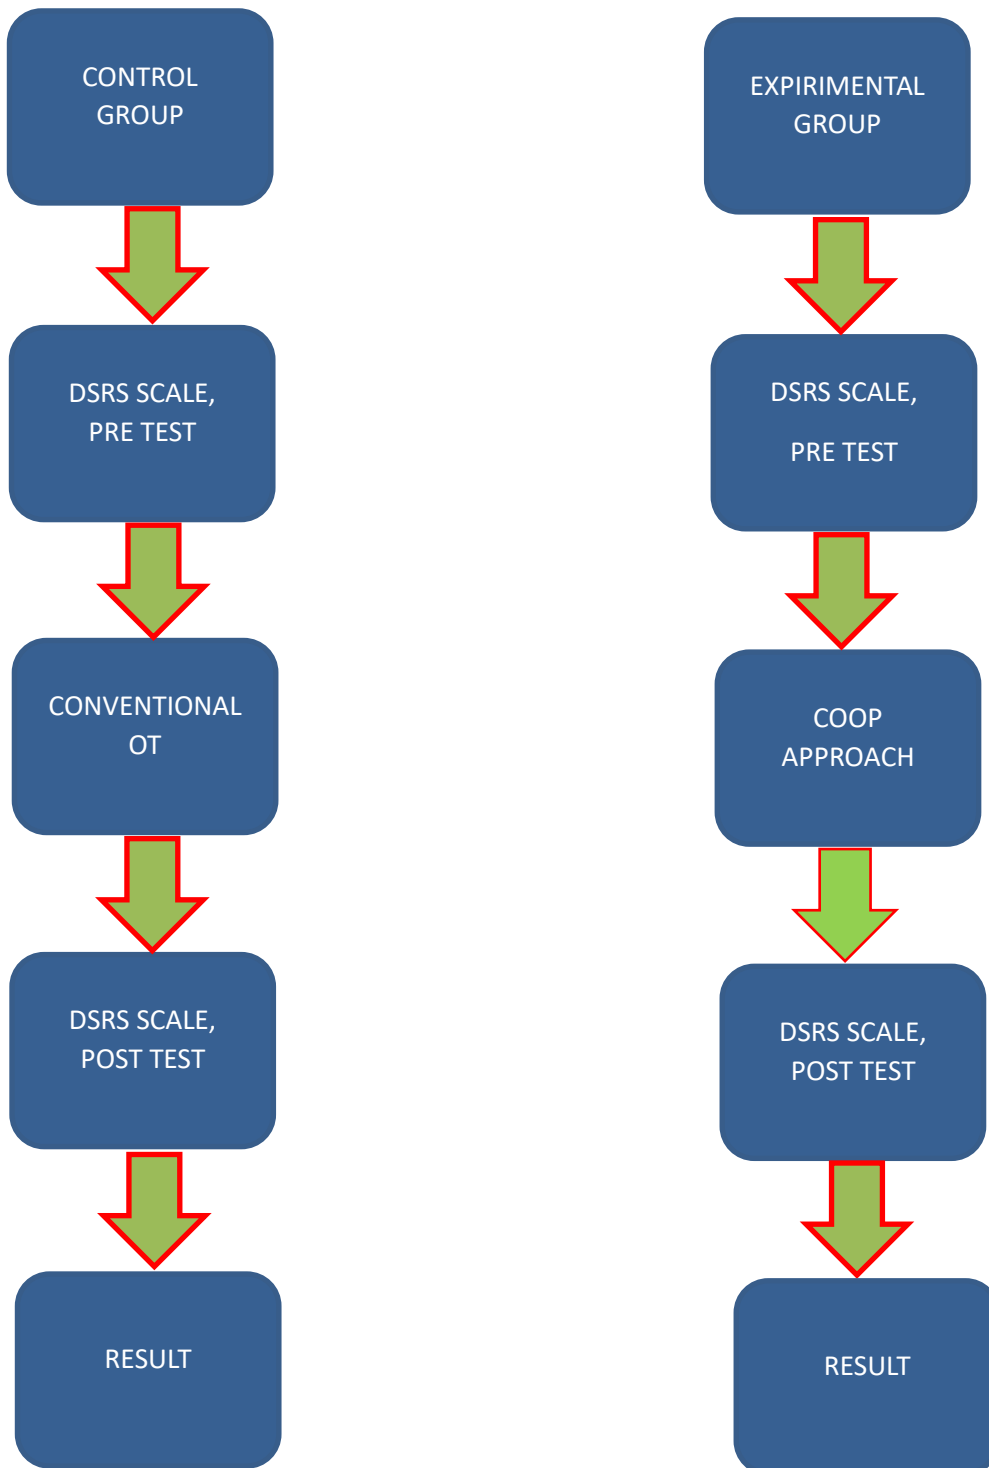 CONTROL
GROUP
DSRS SCALE,
PRE TEST
CONVENTIONAL
OT
DSRS SCALE,
POST TEST
RESULT
EXPIRIMENTAL
GROUP
DSRS SCALE,
PRE TEST
COOP
APPROACH
DSRS SCALE,
POST TEST
RESULT